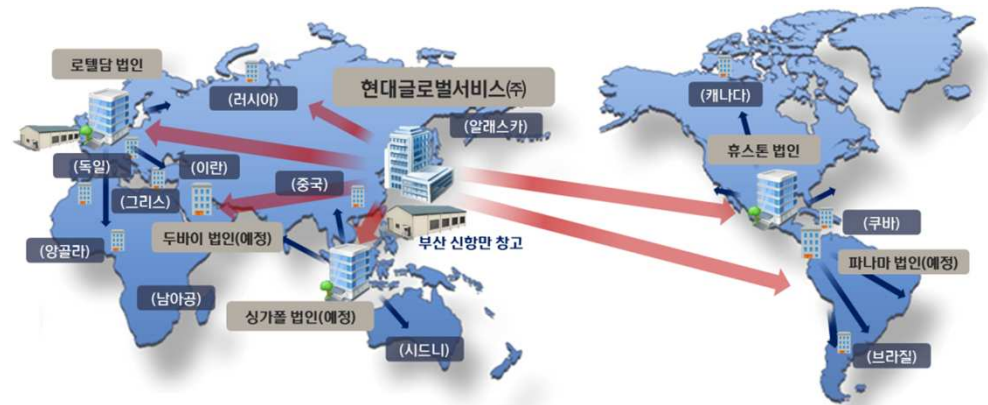 로텔담 법인
(러시아)
현대글로벌서비스㈜
(알래스카)
(독일)
(이란)
(중국)
(그리스)
두바이 법인(예정)
부산 신항만 창고
(앙골라)
(남아공)
싱가폴 법인(예정)
(시드니)
(캐나다)
휴스톤 법인
(쿠바)
파나마 법인(예정)
(브라질)